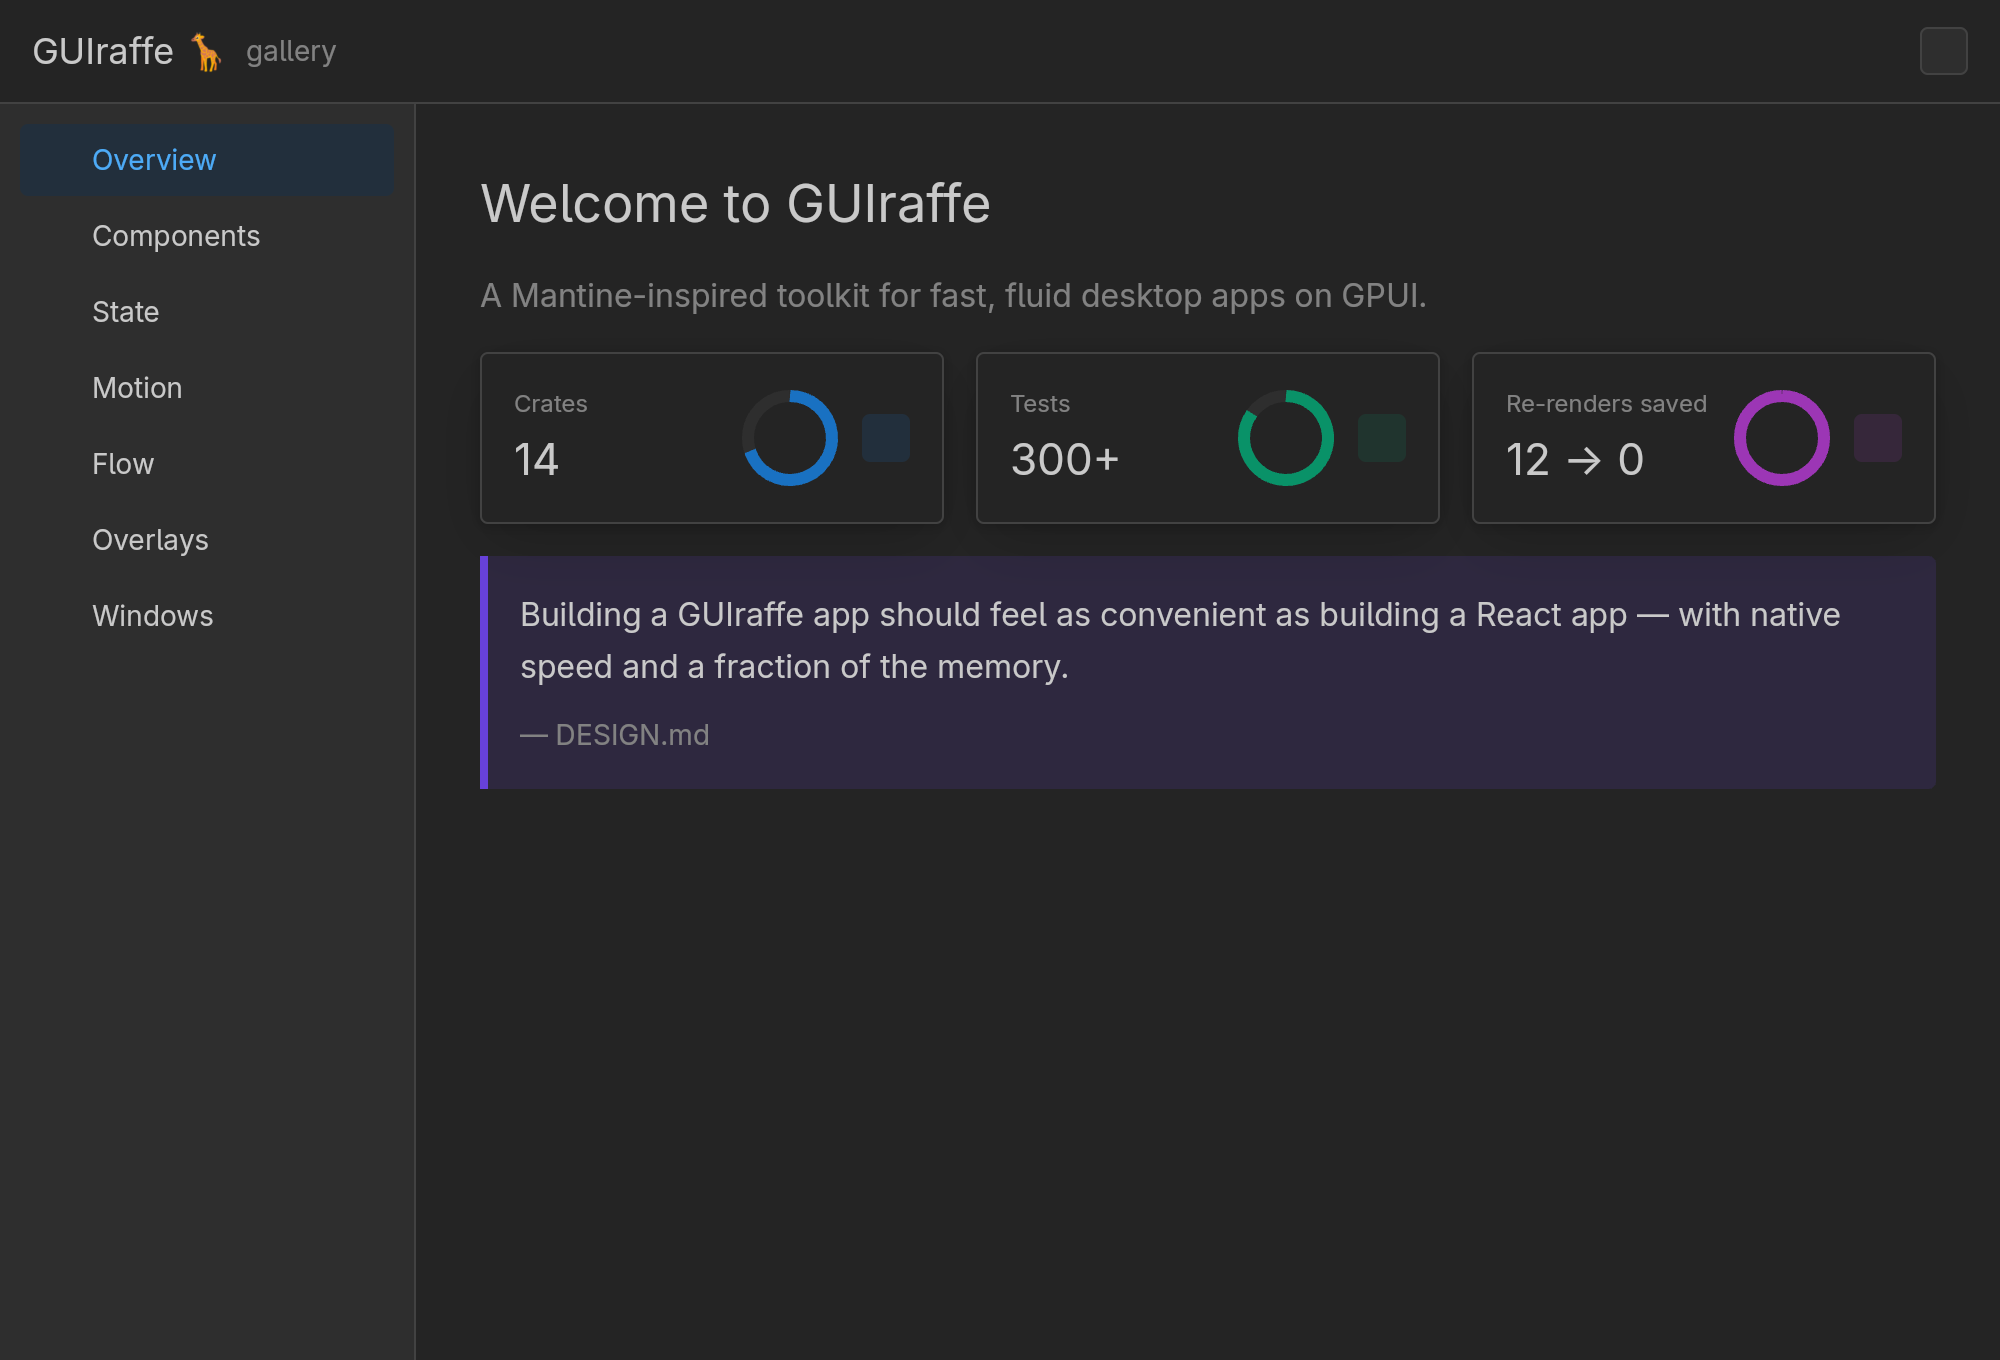 GUIraffe 🦒 gallery
Overview
Components
State
Motion
Flow
Overlays
Windows
Welcome to GUIraffe
A Mantine-inspired toolkit for fast, fluid desktop apps on GPUI.
Crates
14
Tests
300+
Re-renders saved
12 → 0
Building a GUIraffe app should feel as convenient as building a React app — with native
speed and a fraction of the memory.
— DESIGN.md